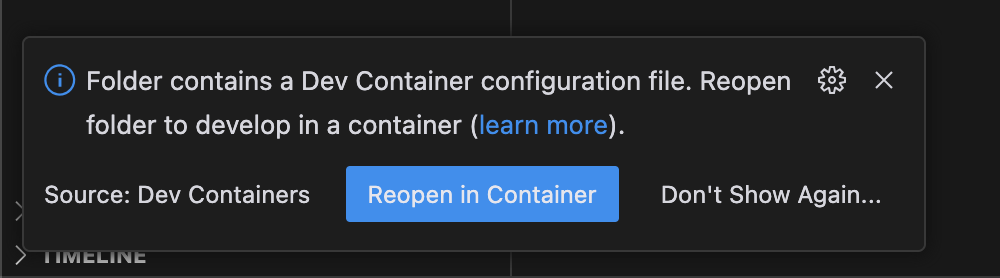 Folder contains a Dev Container configuration file. Reopen
folder to develop in a container (learn more).
Source: Dev Containers Reopen in Container Don't Show Again...
TIMELINE